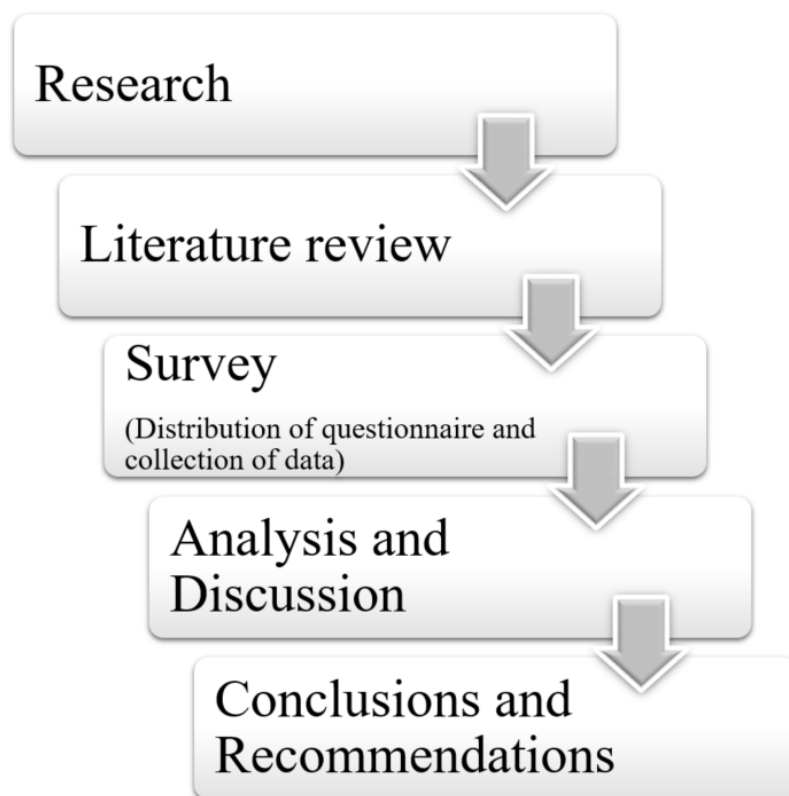 Research
Literature review
Survey
(Distribution of questionnaire and
collection of data)
Analysis and
Discussion
Conclusions and
Recommendations